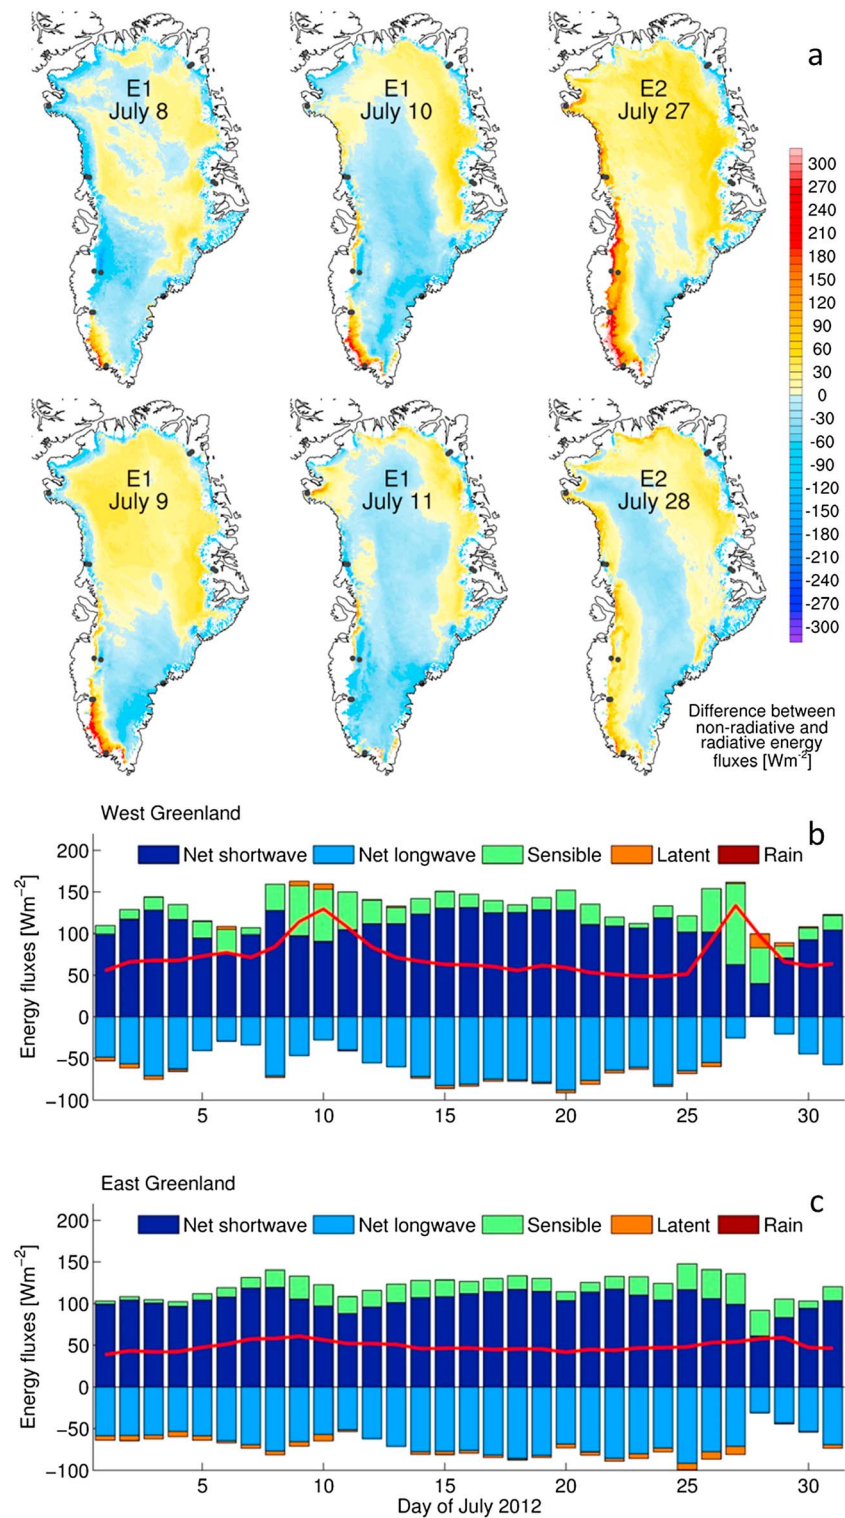 a
E1
July 8
E1
July 10
E2
July 27
300
270
240
210
180
150
120
90
60
30
0
-30
-60
-90
-120
-150
-180
-210
-240
-270
-300
E1
July 9
E1
July 11
E2
July 28
Difference between
non-radiative and
radiative energy
fluxes [Wm⁻²]
West Greenland
b
Net shortwave Net longwave Sensible Latent Rain
Energy fluxes [Wm⁻²]
200
150
100
50
0
−50
−100
5 10 15 20 25 30
East Greenland
c
Net shortwave Net longwave Sensible Latent Rain
Energy fluxes [Wm⁻²]
200
150
100
50
0
−50
−100
5 10 15 20 25 30
Day of July 2012